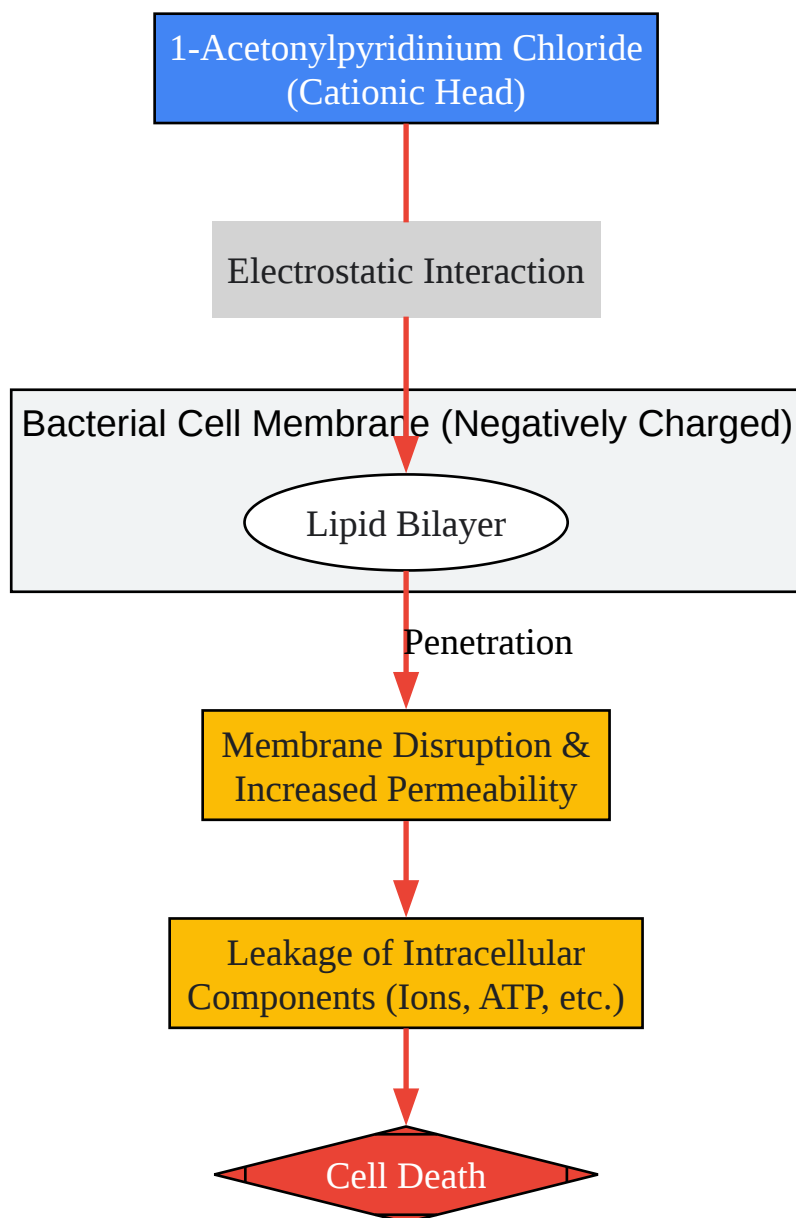 1-Acetonylpyridinium Chloride
(Cationic Head)
Electrostatic Interaction
Bacterial Cell Membrane (Negatively Charged)
Lipid Bilayer
Penetration
Membrane Disruption &
Increased Permeability
Leakage of Intracellular
Components (Ions, ATP, etc.)
Cell Death